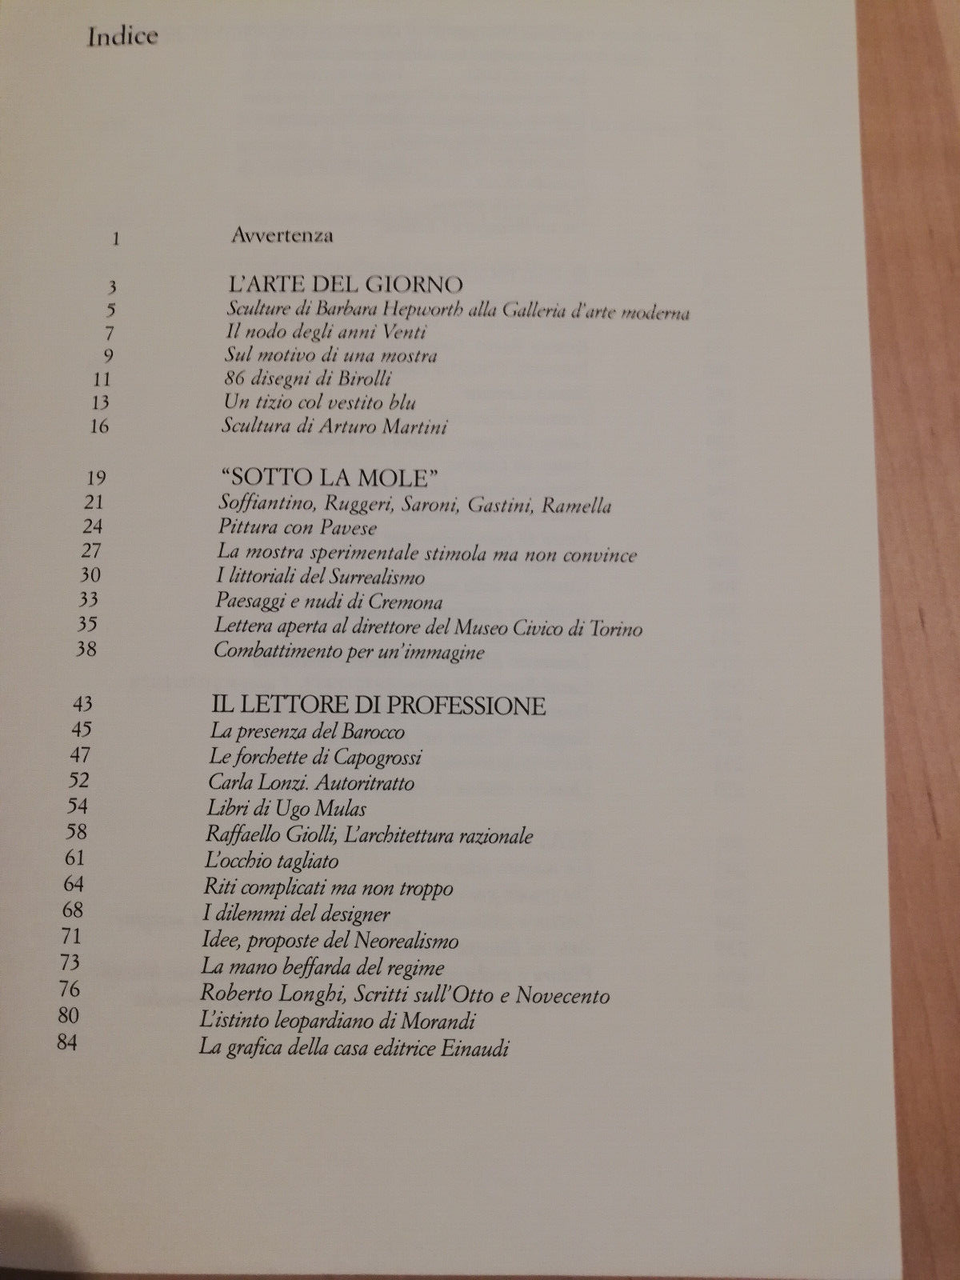 Indice
1 Avvertenza
3 L'ARTE DEL GIORNO
5 Sculture di Barbara Hepworth alla Galleria d'arte moderna
7 Il nodo degli anni Venti
9 Sul motivo di una mostra
11 86 disegni di Birolli
13 Un tizio col vestito blu
16 Scultura di Arturo Martini
19 “SOTTO LA MOLE”
21 Soffiantino, Ruggeri, Saroni, Gastini, Ramella
24 Pittura con Pavese
27 La mostra sperimentale stimola ma non convince
30 I littoriali del Surrealismo
33 Paesaggi e nudi di Cremona
35 Lettera aperta al direttore del Museo Civico di Torino
38 Combattimento per un'immagine
43 IL LETTORE DI PROFESSIONE
45 La presenza del Barocco
47 Le forchette di Capogrossi
52 Carla Lonzi. Autoritratto
54 Libri di Ugo Mulas
58 Raffaello Giolli, L'architettura razionale
61 L'occhio tagliato
64 Riti complicati ma non troppo
68 I dilemmi del designer
71 Idee, proposte del Neorealismo
73 La mano beffarda del regime
76 Roberto Longhi, Scritti sull'Otto e Novecento
80 L'istinto leopardiano di Morandi
84 La grafica della casa editrice Einaudi